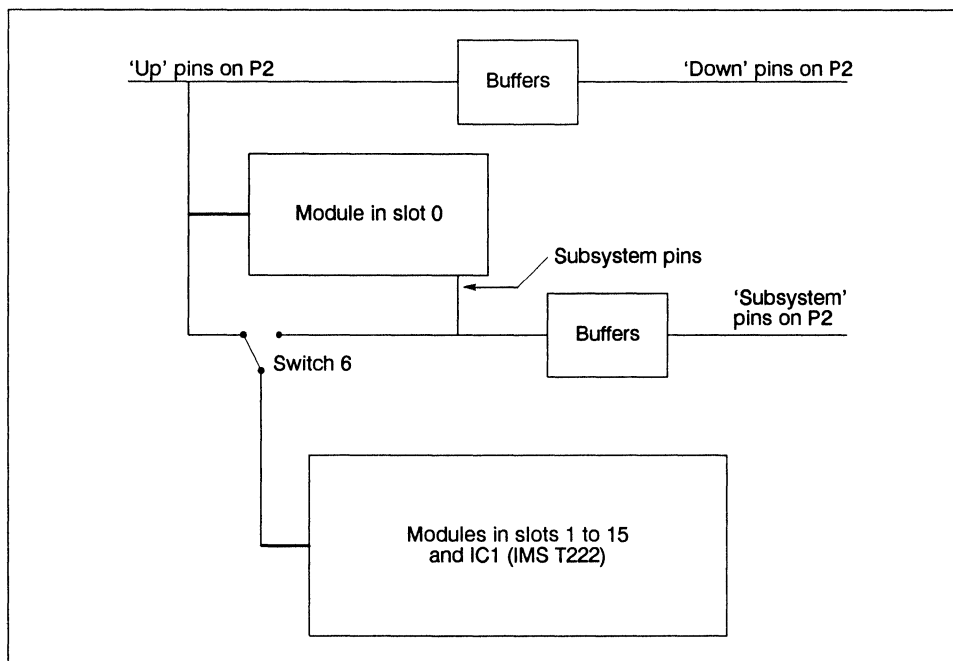 ‘Up’ pins on P2
Buffers
‘Down’ pins on P2
Module in slot 0
Subsystem pins
‘Subsystem’
pins on P2
Buffers
Switch 6
Modules in slots 1 to 15
and IC1 (IMS T222)